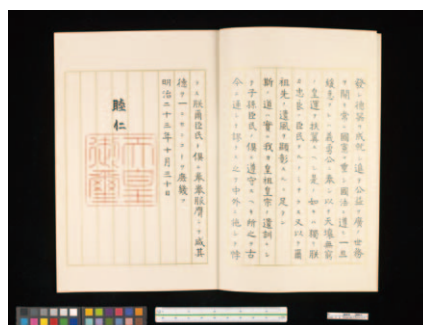 發シ德器ヲ成就シ進テ公益ヲ廣メ世務
ヲ開キ常ニ國憲ヲ重シ國法ニ遵ヒ一旦
緩急アレハ義勇公ニ奉シ以テ天壤無窮
ノ皇運ヲ扶翼スヘシ是ノ如キハ獨リ朕
カ忠良ノ臣民タルノミナラス又以テ爾
祖先ノ遺風ヲ顯彰スルニ足ラン
斯ノ道ハ實ニ我カ皇祖皇宗ノ遺訓ニシ
テ子孫臣民ノ俱ニ遵守スヘキ所之ヲ古
今ニ通シテ謬ラス之ヲ中外ニ施シテ悖
ラス朕爾臣民ト俱ニ拳拳服膺シテ咸其
德ヲ一ニセンコトヲ庶幾フ
明治二十三年十月三十日
睦仁
天皇
御璽